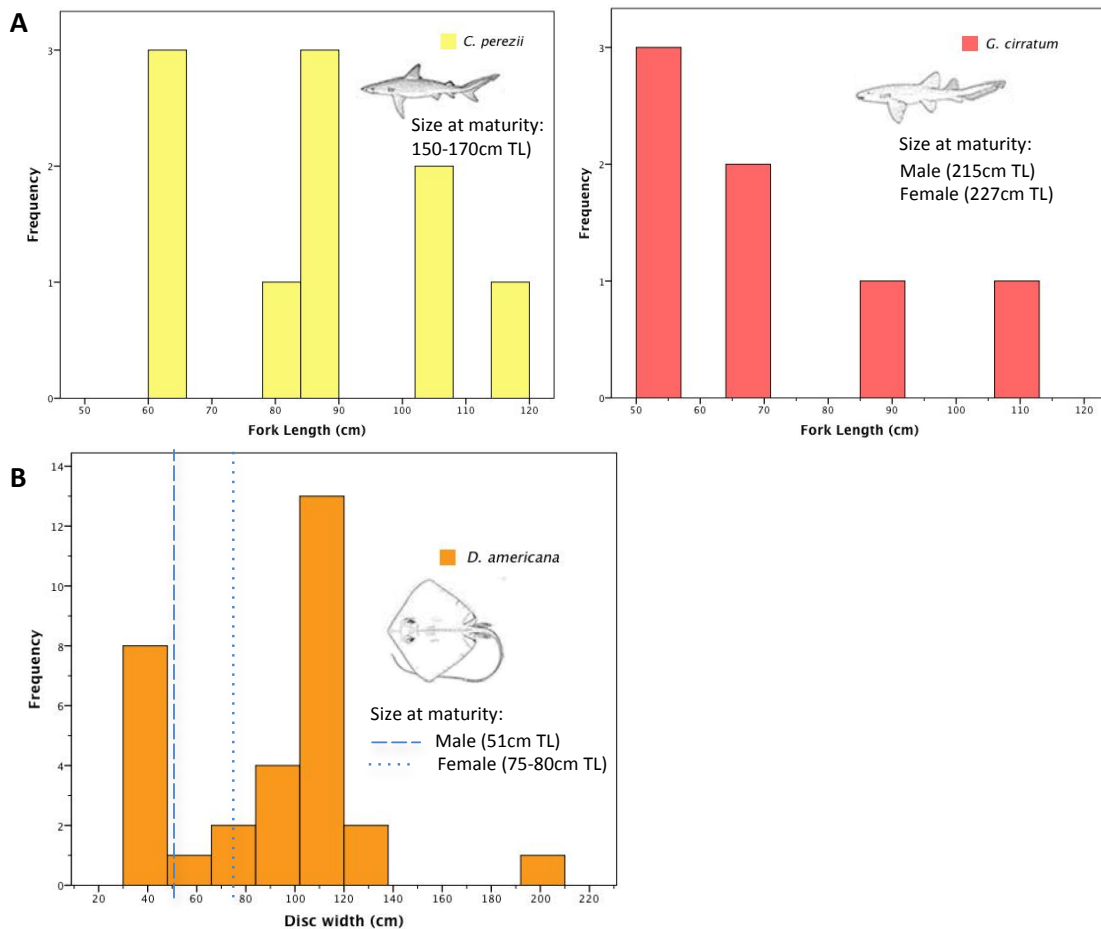 A
C. perezii
Size at maturity:
150-170cm TL)
Frequency
3
2
1
0
50 60 70 80 90 100 110 120
Fork Length (cm)
G. cirratum
Size at maturity:
Male (215cm TL)
Female (227cm TL)
Frequency
3
2
1
0
50 60 70 80 90 100 110 120
Fork Length (cm)
B
D. americana
Size at maturity:
Male (51cm TL)
Female (75-80cm TL)
Frequency
14
12
10
8
6
4
2
0
20 40 60 80 100 120 140 160 180 200 220
Disc width (cm)